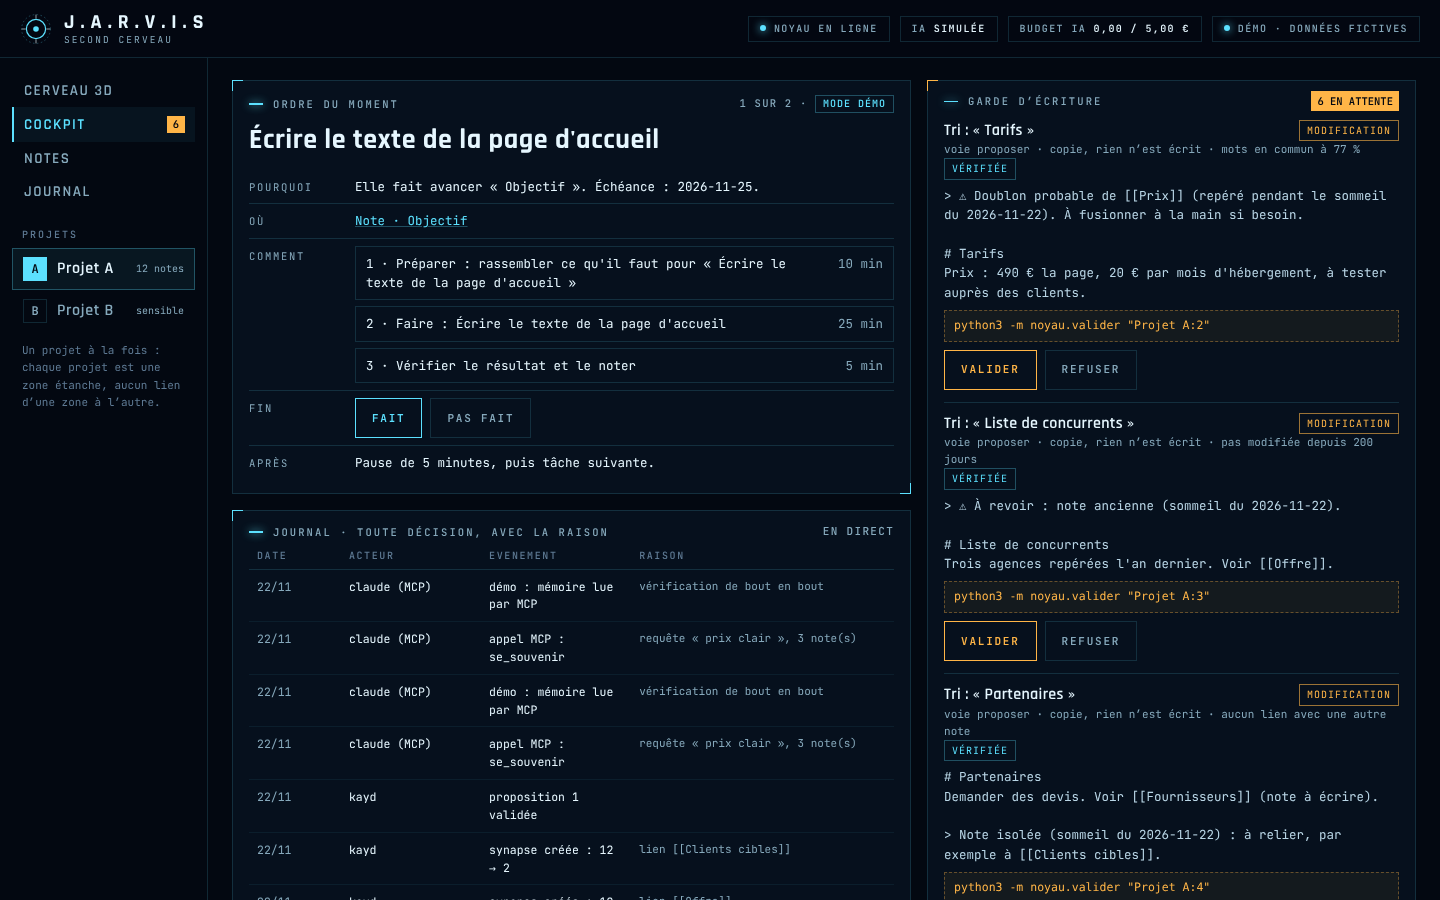 J.A.R.V.I.S
SECOND CERVEAU
NOYAU EN LIGNE
IA SIMULÉE
BUDGET IA 0,00 / 5,00 €
DÉMO · DONNÉES FICTIVES
CERVEAU 3D
COCKPIT 6
NOTES
JOURNAL
PROJETS
A Projet A 12 notes
B Projet B sensible
Un projet à la fois :
chaque projet est une
zone étanche, aucun lien
d’une zone à l’autre.
ORDRE DU MOMENT
1 SUR 2 · MODE DÉMO
Écrire le texte de la page d'accueil
POURQUOI
Elle fait avancer « Objectif ». Échéance : 2026-11-25.
OÙ
Note · Objectif
COMMENT
1 · Préparer : rassembler ce qu'il faut pour « Écrire le 10 min
texte de la page d'accueil »
2 · Faire : Écrire le texte de la page d'accueil 25 min
3 · Vérifier le résultat et le noter 5 min
FIN
FAIT PAS FAIT
APRÈS
Pause de 5 minutes, puis tâche suivante.
JOURNAL · TOUTE DÉCISION, AVEC LA RAISON
EN DIRECT
DATE ACTEUR EVENEMENT RAISON
22/11 claude (MCP) démo : mémoire lue vérification de bout en bout
par MCP
22/11 claude (MCP) appel MCP : requête « prix clair », 3 note(s)
se_souvenir
22/11 claude (MCP) démo : mémoire lue vérification de bout en bout
par MCP
22/11 claude (MCP) appel MCP : requête « prix clair », 3 note(s)
se_souvenir
22/11 kayd proposition 1
validée
22/11 kayd synapse créée : 12 lien [[Clients cibles]]
→ 2
GARDE D’ÉCRITURE
6 EN ATTENTE
Tri : « Tarifs » MODIFICATION
voie proposer · copie, rien n’est écrit · mots en commun à 77 %
VÉRIFIÉE
> ⚠ Doublon probable de [[Prix]] (repéré pendant le sommeil
du 2026-11-22). À fusionner à la main si besoin.
# Tarifs
Prix : 490 € la page, 20 € par mois d'hébergement, à tester
auprès des clients.
python3 -m noyau.valider "Projet A:2"
VALIDER REFUSER
Tri : « Liste de concurrents » MODIFICATION
voie proposer · copie, rien n’est écrit · pas modifiée depuis 200
jours
VÉRIFIÉE
> ⚠ À revoir : note ancienne (sommeil du 2026-11-22).
# Liste de concurrents
Trois agences repérées l'an dernier. Voir [[Offre]].
python3 -m noyau.valider "Projet A:3"
VALIDER REFUSER
Tri : « Partenaires » MODIFICATION
voie proposer · copie, rien n’est écrit · aucun lien avec une autre
note
VÉRIFIÉE
# Partenaires
Demander des devis. Voir [[Fournisseurs]] (note à écrire).
> Note isolée (sommeil du 2026-11-22) : à relier, par
exemple à [[Clients cibles]].
python3 -m noyau.valider "Projet A:4"